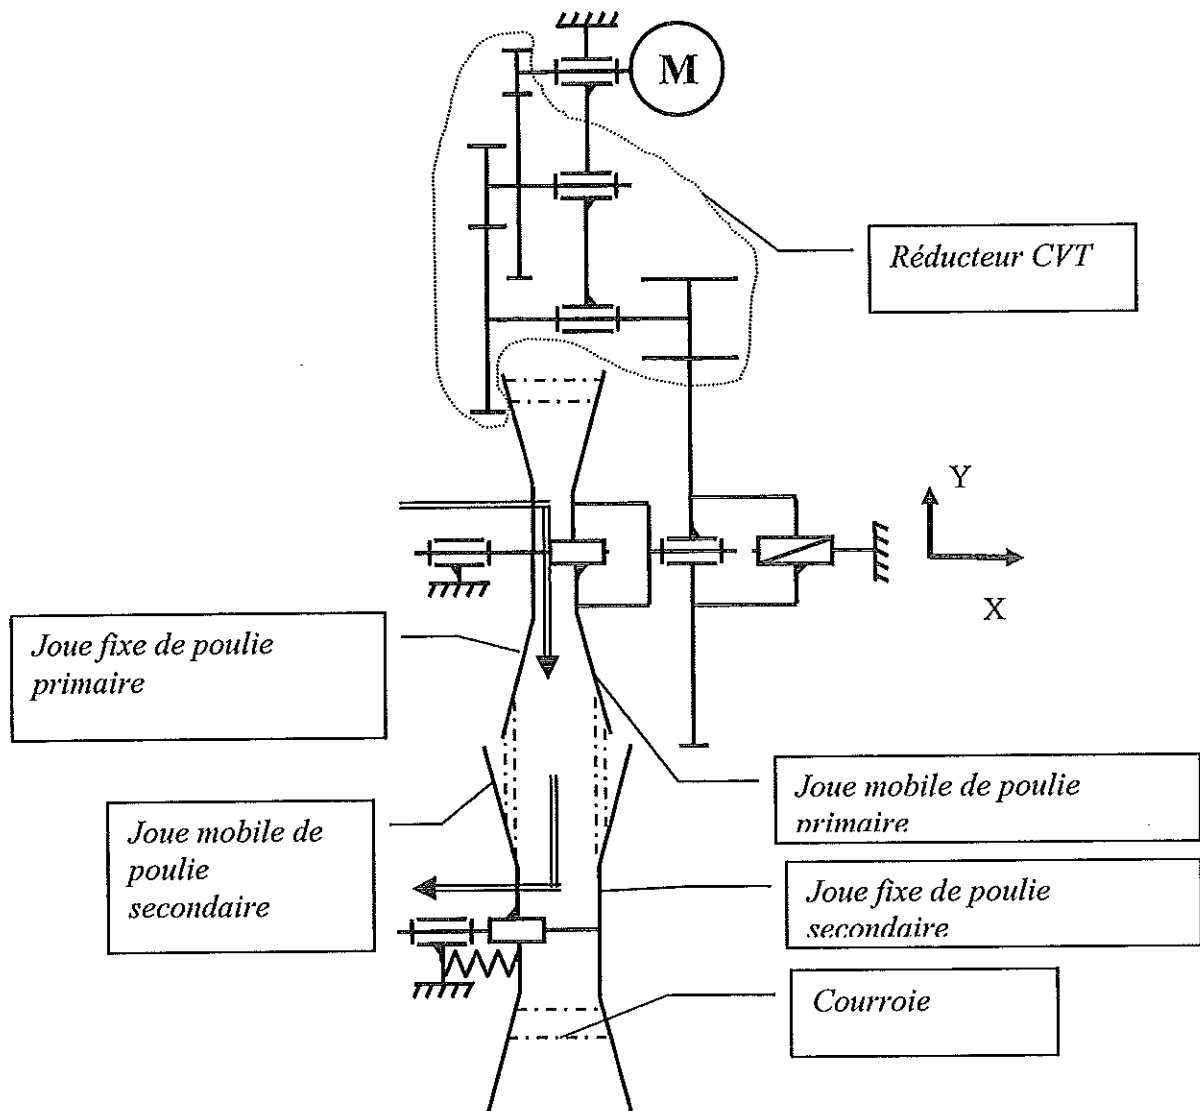 M
Réducteur CVT
Y
X
Joue fixe de poulie
primaire
Joue mobile de poulie
primaire
Joue mobile de
poulie
secondaire
Joue fixe de poulie
secondaire
Courroie